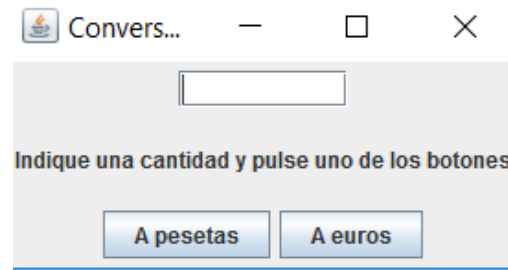 Convers...
Indique una cantidad y pulse uno de los botones
A pesetas A euros